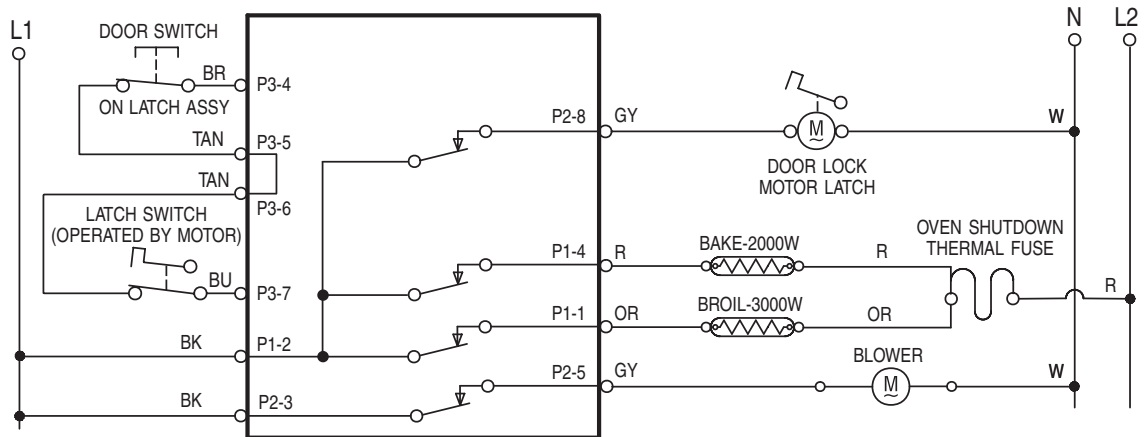 L1
N
L2
DOOR SWITCH
BR
P3-4
ON LATCH ASSY
P2-8
GY
M
W
TAN
P3-5
DOOR LOCK
MOTOR LATCH
TAN
P3-6
LATCH SWITCH
(OPERATED BY MOTOR)
OVEN SHUTDOWN
THERMAL FUSE
P1-4
R
BAKE-2000W
R
BU
P3-7
R
P1-1
OR
BROIL-3000W
OR
BK
P1-2
BLOWER
P2-5
GY
M
W
BK
P2-3